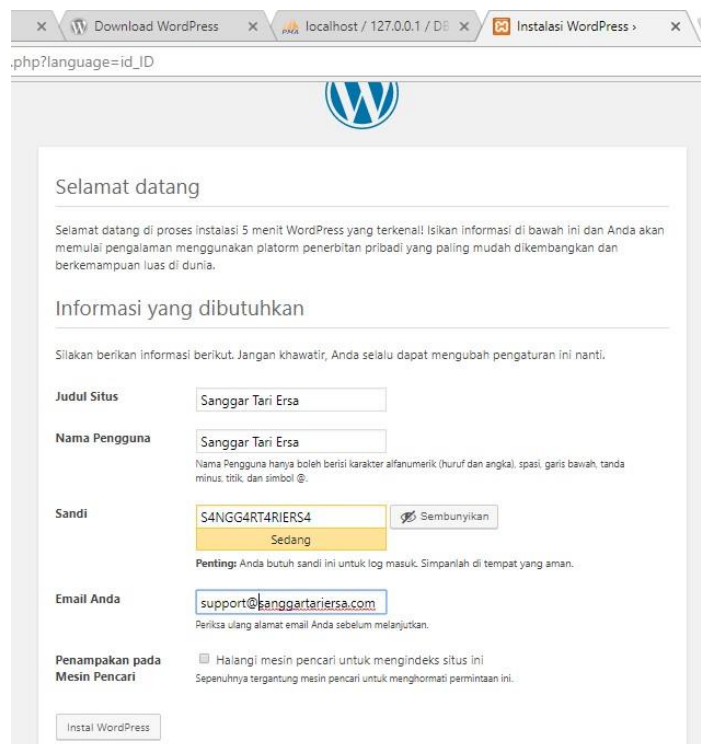 Download WordPress
localhost / 127.0.0.1 / DB
Instalasi WordPress ›
.php?language=id_ID
Selamat datang
Selamat datang di proses instalasi 5 menit WordPress yang terkenal! Isikan informasi di bawah ini dan Anda akan
memulai pengalaman menggunakan platorm penerbitan pribadi yang paling mudah dikembangkan dan
berkemampuan luas di dunia.
Informasi yang dibutuhkan
Silakan berikan informasi berikut. Jangan khawatir, Anda selalu dapat mengubah pengaturan ini nanti.
Judul Situs
Sanggar Tari Ersa
Nama Pengguna
Sanggar Tari Ersa
Nama Pengguna hanya boleh berisi karakter alfanumerik (huruf dan angka), spasi, garis bawah, tanda
minus, titik, dan simbol @.
Sandi
S4NGG4RT4RIERS4
Sembunyikan
Sedang
Penting: Anda butuh sandi ini untuk log masuk. Simpanlah di tempat yang aman.
Email Anda
support@sanggartariersa.com
Periksa ulang alamat email Anda sebelum melanjutkan.
Penampakan pada
Mesin Pencari
Halangi mesin pencari untuk mengindeks situs ini
Sepenuhnya tergantung mesin pencari untuk menghormati permintaan ini.
Instal WordPress